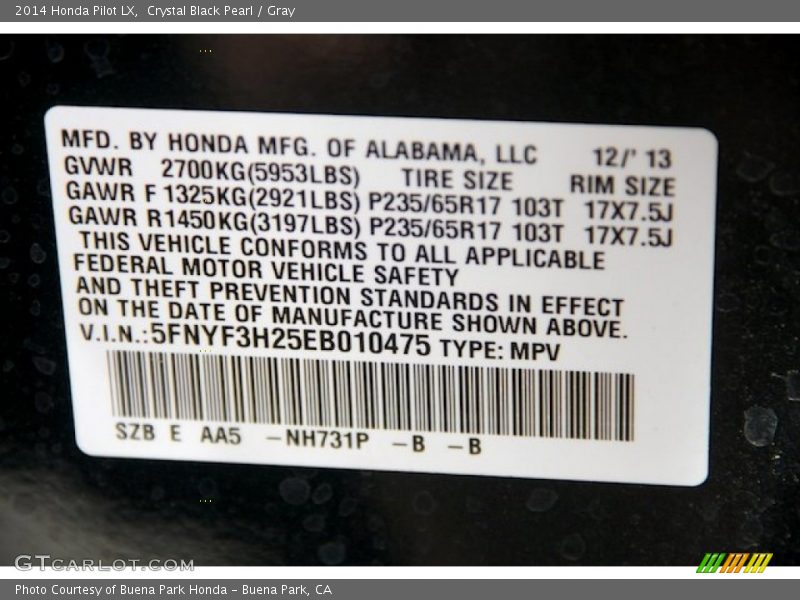 2014 Honda Pilot LX,  Crystal Black Pearl / Gray
MFD. BY HONDA MFG. OF ALABAMA, LLC 12/' 13
GVWR 2700KG(5953LBS) TIRE SIZE RIM SIZE
GAWR F 1325KG(2921LBS) P235/65R17 103T 17X7.5J
GAWR R 1450KG(3197LBS) P235/65R17 103T 17X7.5J
THIS VEHICLE CONFORMS TO ALL APPLICABLE
FEDERAL MOTOR VEHICLE SAFETY
AND THEFT PREVENTION STANDARDS IN EFFECT
ON THE DATE OF MANUFACTURE SHOWN ABOVE.
V.I.N.:5FNYF3H25EB010475 TYPE: MPV
SZB E AA5 –NH731P –B –B
GTCARLOT.COM
Photo Courtesy of Buena Park Honda – Buena Park, CA